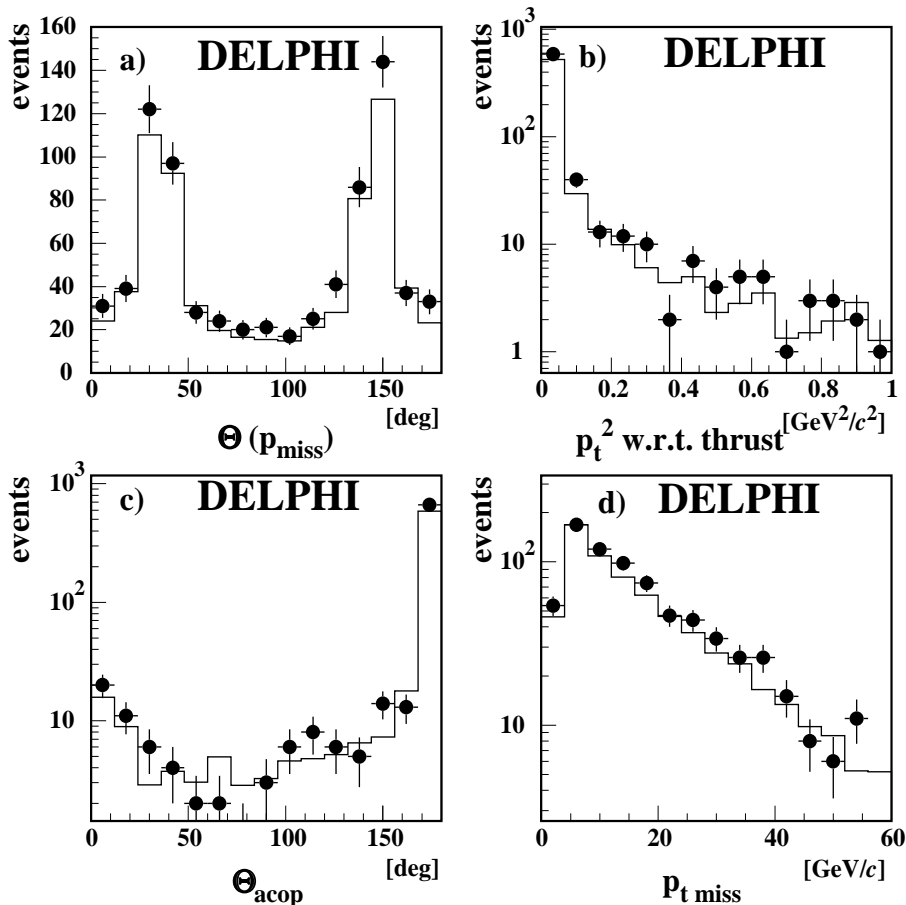 events
a) DELPHI
160
140
120
100
80
60
40
20
0
0 50 100 150
[deg]
Θ (p_miss)
events
b) DELPHI
10^3
10^2
10
1
0 0.2 0.4 0.6 0.8 1
[GeV^2/c^2]
p_t^2 w.r.t. thrust
events
c) DELPHI
10^3
10^2
10
0 50 100 150
[deg]
Θ_acop
events
d) DELPHI
10^2
10
0 20 40 60
[GeV/c]
p_t miss